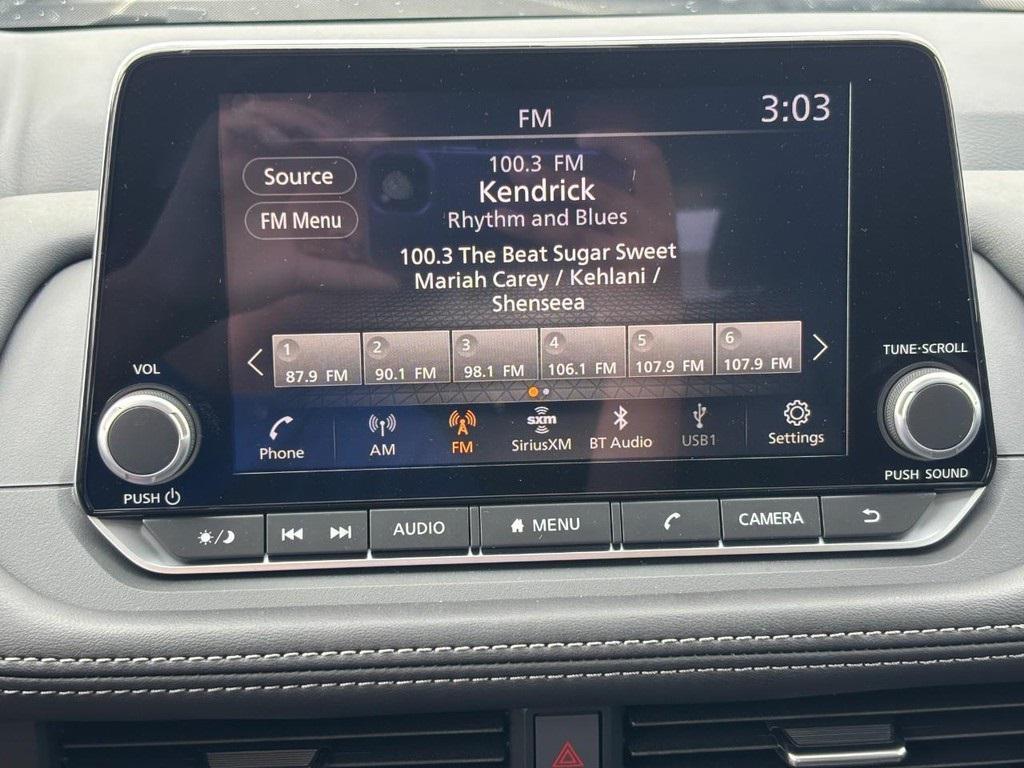 FM
3:03
Source
FM Menu
100.3 FM
Kendrick
Rhythm and Blues
100.3 The Beat Sugar Sweet
Mariah Carey / Kehlani /
Shenseea
1 2 3 4 5 6
87.9 FM 90.1 FM 98.1 FM 106.1 FM 107.9 FM 107.9 FM
Phone AM FM sxm SiriusXM BT Audio USB1 Settings
VOL
PUSH
TUNE·SCROLL
PUSH SOUND
AUDIO MENU CAMERA